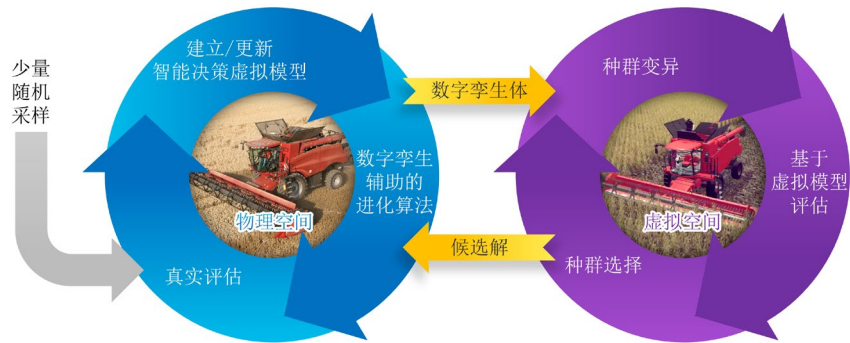 少量
随机
采样
建立/更新
智能决策虚拟模型
数字孪生
辅助的
进化算法
物理空间
真实评估
数字孪生体
候选解
种群变异
基于
虚拟模型
评估
虚拟空间
种群选择